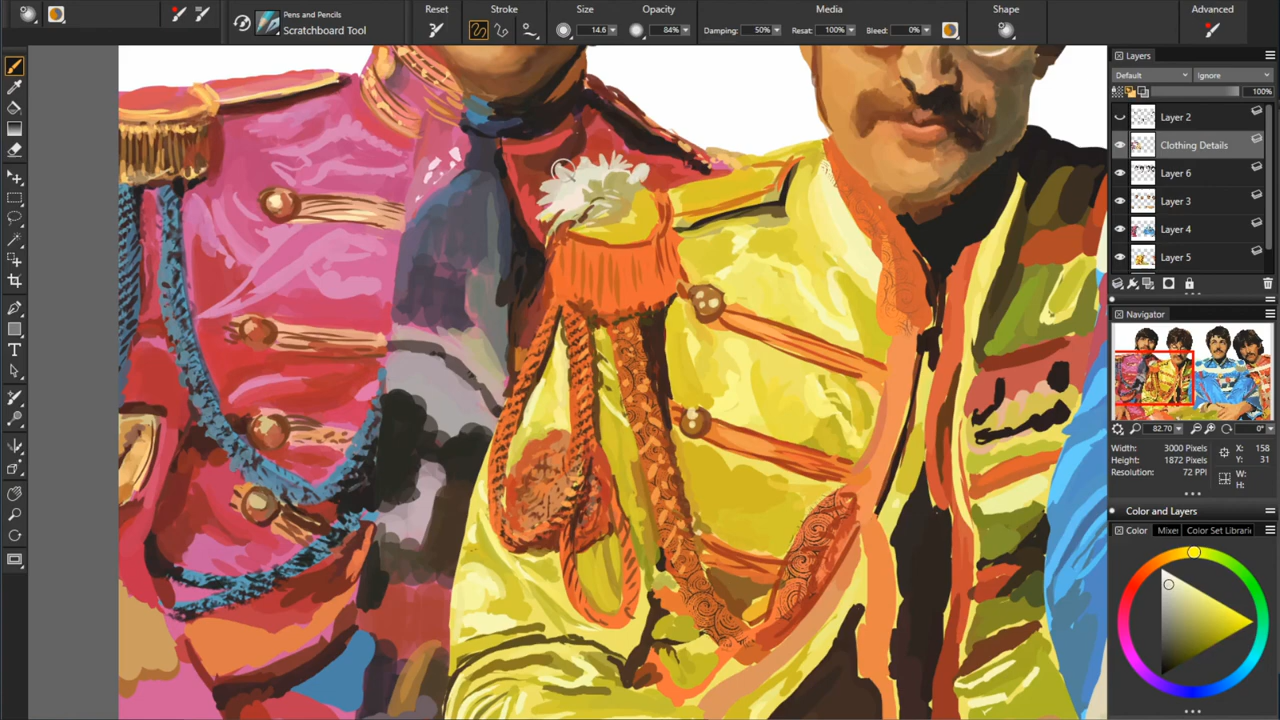 Pens and Pencils
Scratchboard Tool
Reset
Stroke
Size
14.6
Opacity
84%
Media
Damping: 50%
Resat: 100%
Bleed: 0%
Shape
Advanced
Layers
Default
Ignore
100%
Layer 2
Clothing Details
Layer 6
Layer 3
Layer 4
Layer 5
Navigator
82.70
0°
Width: 3000 Pixels
Height: 1872 Pixels
Resolution: 72 PPI
X: 158
Y: 31
W:
H:
Color and Layers
Color
Mixer
Color Set Librari